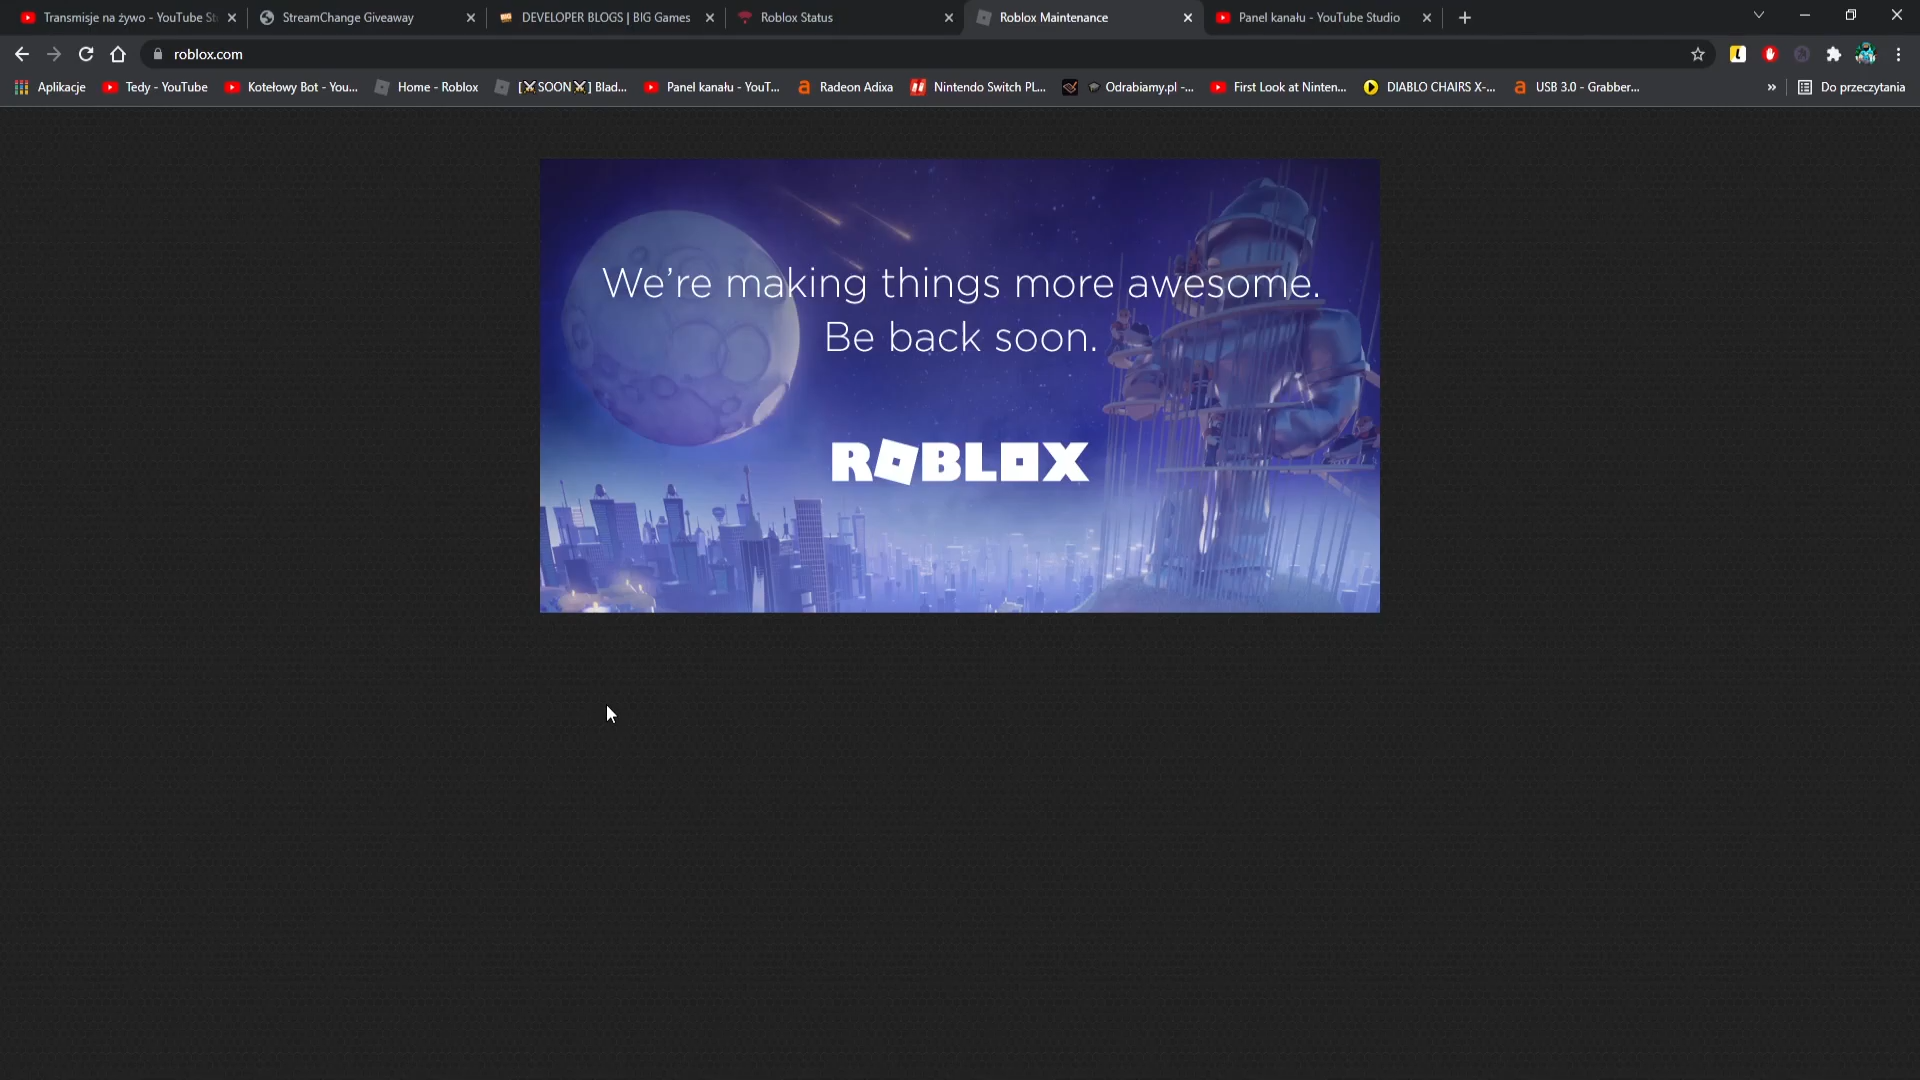 Transmisje na żywo - YouTube St
StreamChange Giveaway
DEVELOPER BLOGS | BIG Games
Roblox Status
Roblox Maintenance
Panel kanału - YouTube Studio
roblox.com
Aplikacje
Tedy - YouTube
Kotełowy Bot - You...
Home - Roblox
[⚔SOON⚔] Blad...
Panel kanału - YouT...
Radeon Adixa
Nintendo Switch PL...
Odrabiamy.pl -...
First Look at Ninten...
DIABLO CHAIRS X-...
USB 3.0 - Grabber...
»
Do przeczytania
We're making things more awesome.
Be back soon.
ROBLOX